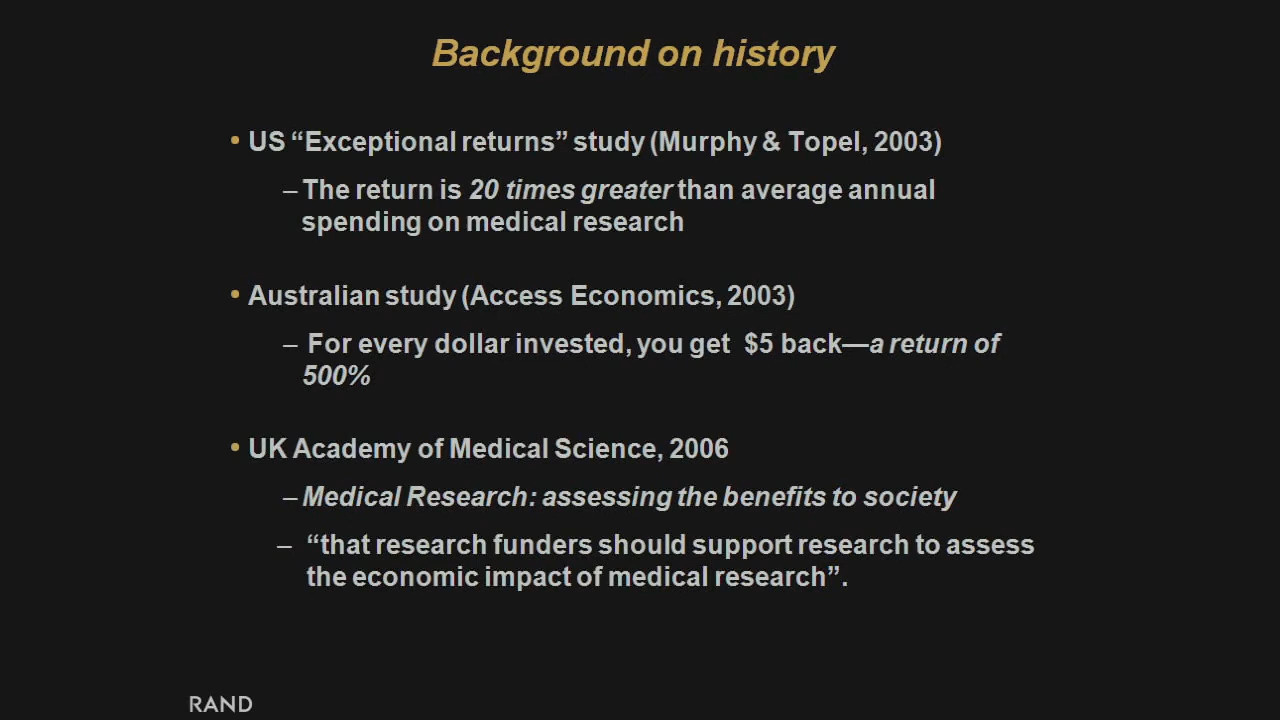 Background on history
• US “Exceptional returns” study (Murphy & Topel, 2003)
– The return is 20 times greater than average annual
spending on medical research
• Australian study (Access Economics, 2003)
– For every dollar invested, you get $5 back—a return of
500%
• UK Academy of Medical Science, 2006
– Medical Research: assessing the benefits to society
– “that research funders should support research to assess
the economic impact of medical research”.
RAND